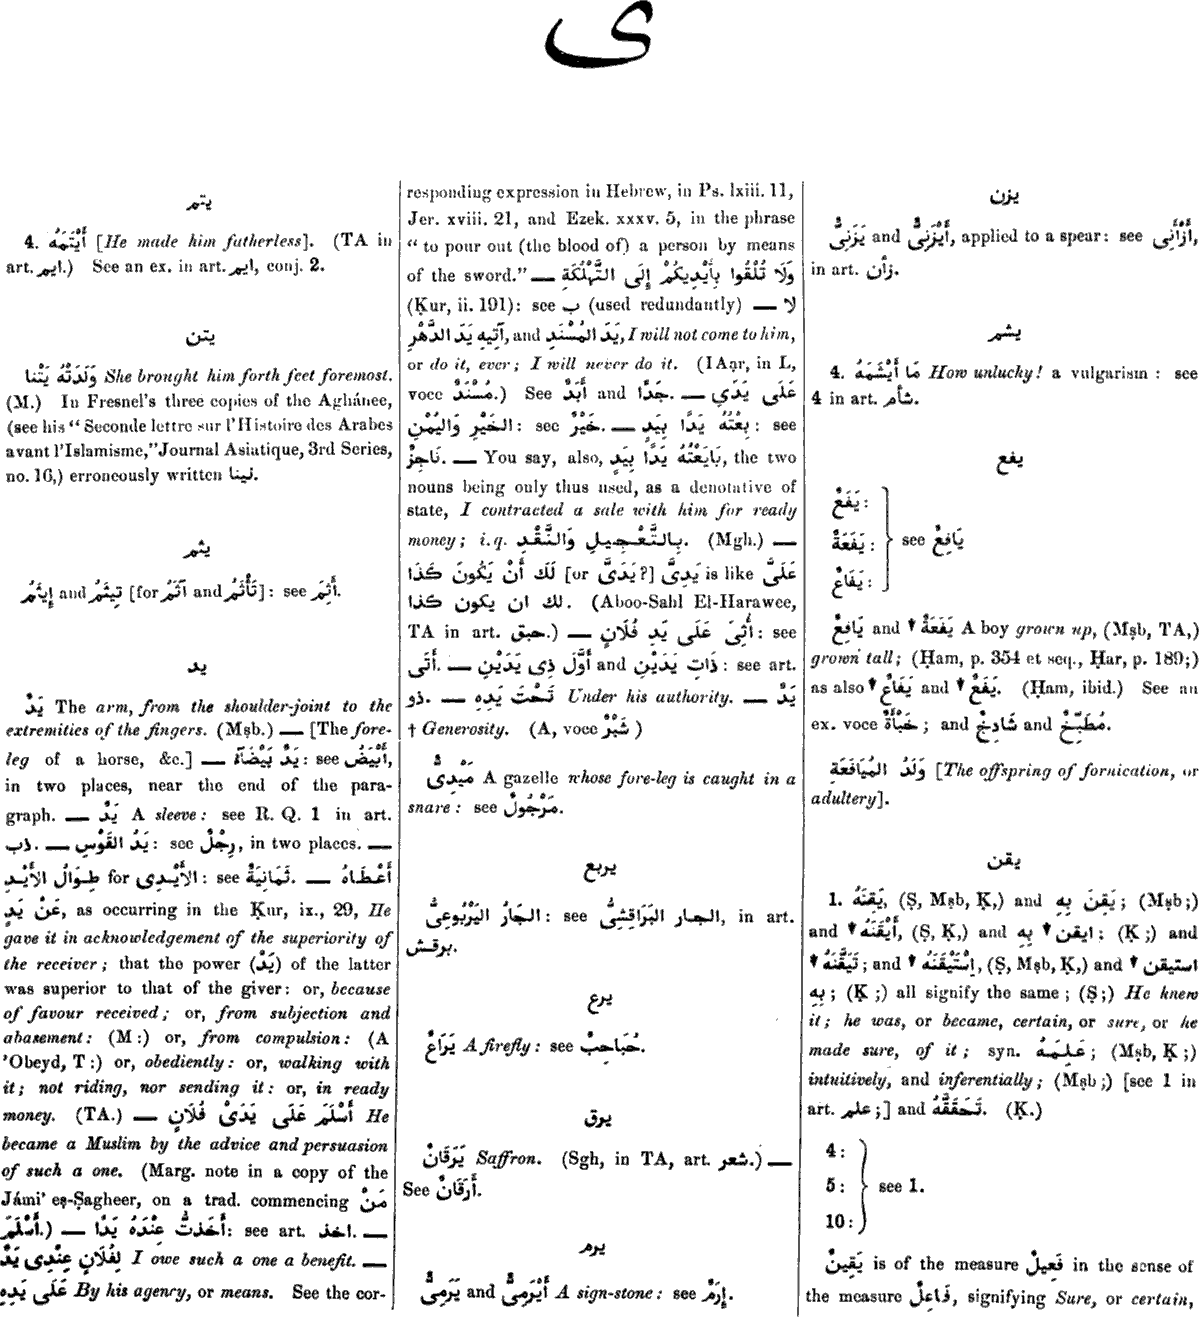 ى
يتم
4. أَيْتَمَهُ [He made him fatherless]. (TA in
art. ايم.) See an ex. in art. ايم, conj. 2.
يتن
وَلَدَتْهُ يَتْنًا She brought him forth feet foremost.
(M.) In Fresnel's three copies of the Aghánee,
(see his "Seconde lettre sur l'Histoire des Arabes
avant l'Islamisme," Journal Asiatique, 3rd Series,
no. 16,) erroneously written لينا.
يثم
إِيثَمُ and تِيثَمُ [for آثَمُ and تَأْثَمُ]: see أَثِمَ.
يد
يَدٌ The arm, from the shoulder-joint to the
extremities of the fingers. (Mṣb.) — [The fore-
leg of a horse, &c.] — يَدٌ بَيْضَآءُ: see أَبْيَضُ,
in two places, near the end of the para-
graph. — يَدٌ A sleeve: see R. Q. 1 in art.
ذب. — يَدُ القَوْسِ: see رِجْلٌ, in two places. —
طِوَالُ الأَيْدِ for الأَيْدِى: see ثَمَانِيَةٌ. — أَعْطَاهُ
عَنْ يَدٍ, as occurring in the Ḳur, ix., 29, He
gave it in acknowledgement of the superiority of
the receiver; that the power (يَدٌ) of the latter
was superior to that of the giver: or, because
of favour received; or, from subjection and
abasement: (M:) or, from compulsion: (A
'Obeyd, T:) or, obediently: or, walking with
it; not riding, nor sending it: or, in ready
money. (TA.) — أَسْلَمَ عَلَى يَدَىْ فُلَانٍ He
became a Muslim by the advice and persuasion
of such a one. (Marg. note in a copy of the
Jámi' eṣ-Ṣagheer, on a trad. commencing مَنْ
أَسْلَمَ.) — أَخَذتُّ عِنْدَهُ يَدًا: see art. اخذ. —
لِفُلَانٍ عِنْدِى يَدٌ I owe such a one a benefit. —
عَلَى يَدِهِ By his agency, or means. See the cor-
responding expression in Hebrew, in Ps. lxiii. 11,
Jer. xviii. 21, and Ezek. xxxv. 5, in the phrase
"to pour out (the blood of) a person by means
of the sword." — وَلَا تُلْقُوا بِأَيْدِيكُمْ إِلَى التَّهْلُكَةِ
(Ḳur, ii. 191): see ب (used redundantly) — لا
آتِيهِ يَدَ الدَّهْرِ, and يَدَ المُسْنَدِ, I will not come to him,
or do it, ever; I will never do it. (IAạr, in L,
voce مُسْنَدٌ.) See أَبَدٌ and جَدًّا. — عَلَى يَدَىِ
الخَيْرِ وَاليُمْنِ: see خَيْرٌ. — بِعْتُهُ يَدًا بِيَدٍ: see
نَاجِزٌ. — You say, also, بَايَعْتُهُ يَدًا بِيَدٍ, the two
nouns being only thus used, as a denotative of
state, I contracted a sale with him for ready
money; i.q. بِالتَّعْجِيلِ وَالنَّقْدِ. (Mgh.) —
عَلَىَّ يَدِىَّ [or يَدَىَّ?] is like لَكَ أَنْ يَكُونَ كَذَا
لك ان يكون كذا. (Aboo-Sahl El-Harawee,
TA in art. حبق.) — أُتِىَ عَلَى يَدِ فُلَانٍ: see
أَتَى. — أَوَّلَ ذِى يَدَيْنِ and ذَاتِ يَدَيْنِ: see art.
ذو. — تَحْتَ يَدِهِ Under his authority. — يَدٌ
† Generosity. (A, voce شَبْرٌ)
مَيْدِىٌّ A gazelle whose fore-leg is caught in a
snare: see مَرْجُولٌ.
يربع
الجَارُ اليَرْبُوعِىُّ: see الجار البَرَاقِشِىُّ, in art.
برقش.
يرع
يَرَاعٌ A firefly: see حُبَاحِبٌ.
يرق
يَرَقَانٌ Saffron. (Sgh, in TA, art. شعر.) —
See أَرَقَانٌ.
يرم
يَرَمِىٌّ and أَيْرَمِىٌّ A sign-stone: see إِرَمٌ.
يزن
يَزَنِىٌّ and أَيْزَنِىٌّ, applied to a spear: see أَزْأَنِى,
in art. زأن.
يشم
4. مَا أَيْشَمَهُ How unlucky! a vulgarism: see
4 in art. شأم.
يفع
يَفَعٌ:
يَفَعَةٌ: see يَافِعٌ
يَفَاعٌ:
يَافِعٌ and يَفَعَةٌ A boy grown up, (Mṣb, TA,)
grown tall; (Ḥam, p. 354 et seq., Ḥar, p. 189;)
as also يَفَاعٌ and يَفَعٌ. (Ḥam, ibid.) See an
ex. voce خَبْأَةٌ; and شَادِخٌ and مُطَبِّخٌ.
وَلَدُ المُيَافَعَةِ [The offspring of fornication, or
adultery].
يقن
1. يَقِنَهُ, (Ṣ, Mṣb, Ḳ,) and يَقِنَ بِهِ; (Mṣb;)
and أَيْقَنَهُ, (Ṣ, Ḳ,) and ايقن بِهِ; (Ḳ;) and
تَيَقَّنَهُ; and إِسْتَيْقَنَهُ, (Ṣ, Mṣb, Ḳ,) and استيقن
بِهِ; (Ḳ;) all signify the same; (Ṣ;) He knew
it; he was, or became, certain, or sure, or he
made sure, of it; syn. عَلِمَهُ; (Mṣb, Ḳ;)
intuitively, and inferentially; (Mṣb;) [see 1 in
art. علم;] and تَحَقَّقَهُ. (Ḳ.)
4:
5: see 1.
10:
يَقِينٌ is of the measure فَعِيلٌ in the sense of
the measure فَاعِلٌ, signifying Sure, or certain,